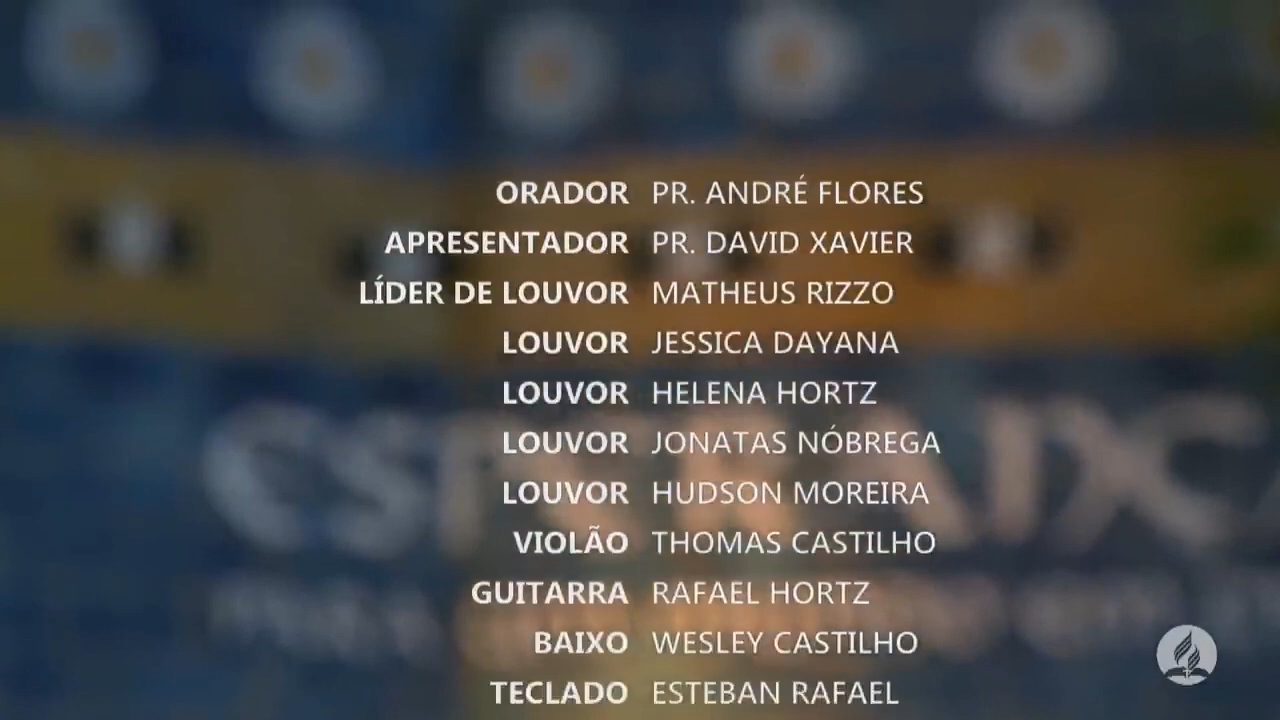 ORADOR PR. ANDRÉ FLORES
APRESENTADOR PR. DAVID XAVIER
LÍDER DE LOUVOR MATHEUS RIZZO
LOUVOR JESSICA DAYANA
LOUVOR HELENA HORTZ
LOUVOR JONATAS NÓBREGA
LOUVOR HUDSON MOREIRA
VIOLÃO THOMAS CASTILHO
GUITARRA RAFAEL HORTZ
BAIXO WESLEY CASTILHO
TECLADO ESTEBAN RAFAEL